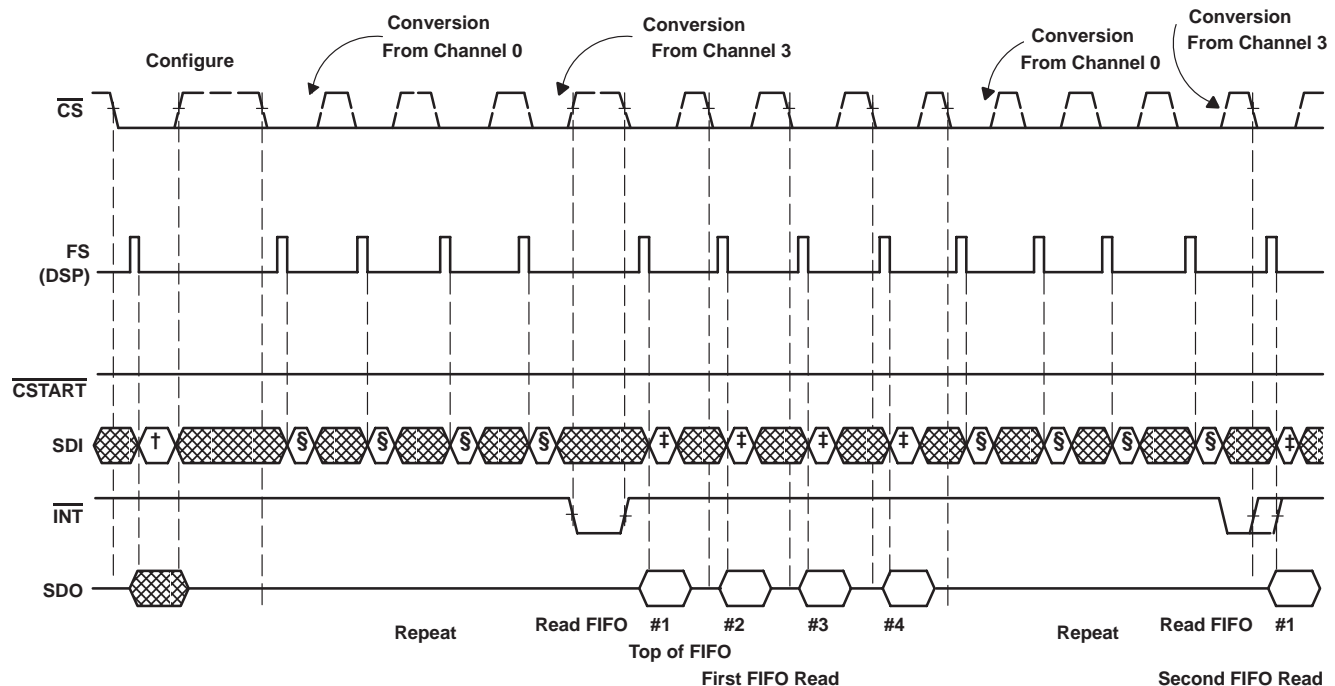 Conversion
From Channel 0
Conversion
From Channel 3
Conversion
From Channel 0
Conversion
From Channel 3
Configure
CS
FS
(DSP)
CSTART
SDI
† § § § § ‡ ‡ ‡ ‡ § § § § ‡
INT
SDO
Repeat
Read FIFO #1 #2 #3 #4
Top of FIFO
First FIFO Read
Repeat
Read FIFO #1
Second FIFO Read